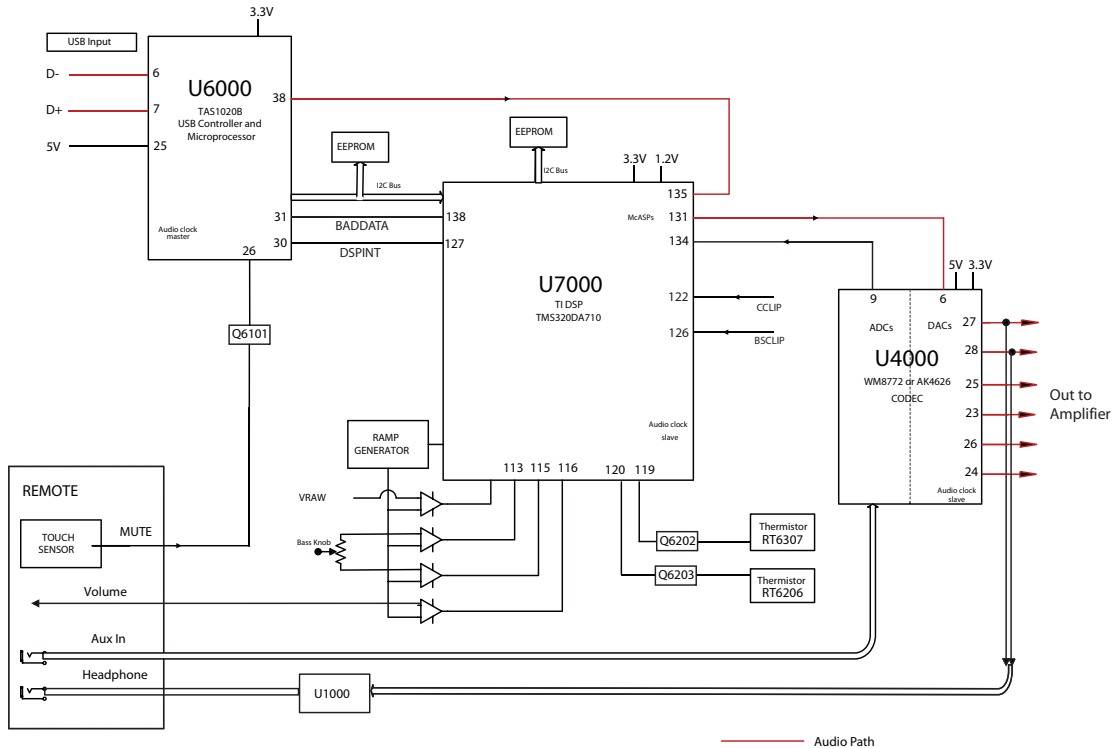 3.3V
USB Input
U6000
TAS1020B
USB Controller and
Microprocessor
D-
6
D+
7
5V
25
38
EEPROM
EEPROM
I2C Bus
I2C Bus
3.3V 1.2V
135
131
McASPs
134
31
BADDATA
138
30
DSPINT
127
Audio clock
master
26
U7000
TI DSP
TMS320DA710
122
CCLIP
126
BSCLIP
5V 3.3V
9
6
ADCs
DACs
U4000
WM8772 or AK4626
CODEC
27
28
25
23
26
24
Out to
Amplifier
Audio clock
slave
Q6101
RAMP
GENERATOR
Audio clock
slave
113 115 116
120 119
VRAW
Bass Knob
Q6202
Thermistor
RT6307
Q6203
Thermistor
RT6206
REMOTE
TOUCH
SENSOR
MUTE
Volume
Aux In
Headphone
U1000
Audio Path